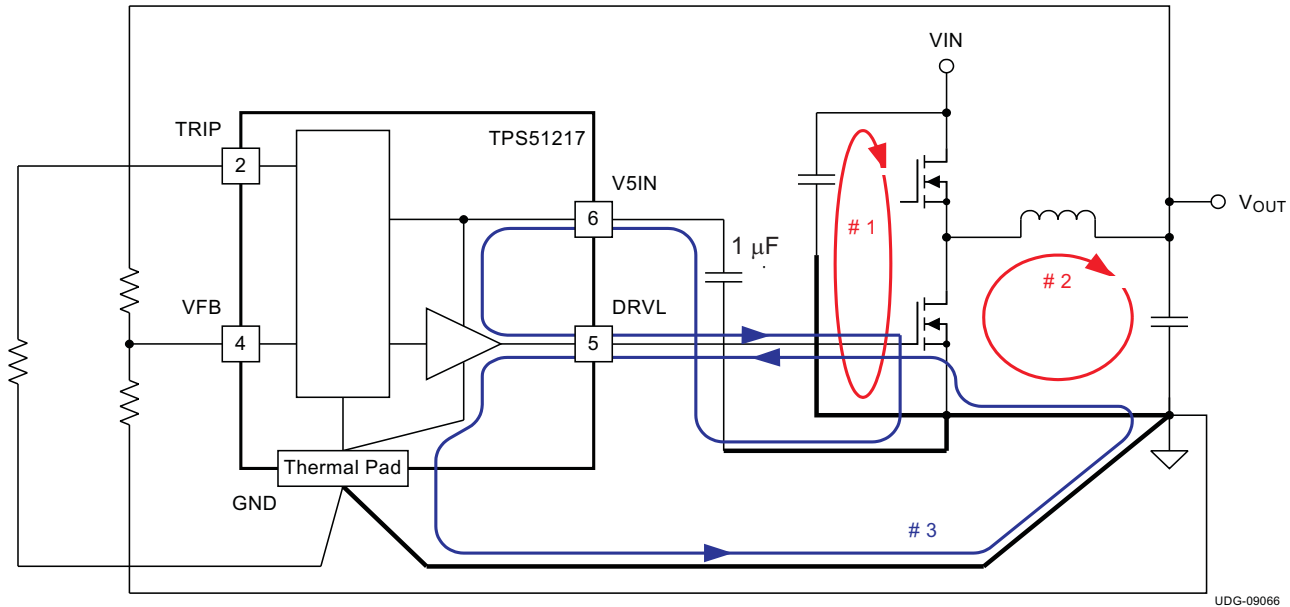 VIN
TRIP
TPS51217
2
V5IN
6
VOUT
# 1
1 μF
# 2
VFB
DRVL
4
5
Thermal Pad
GND
# 3
UDG-09066